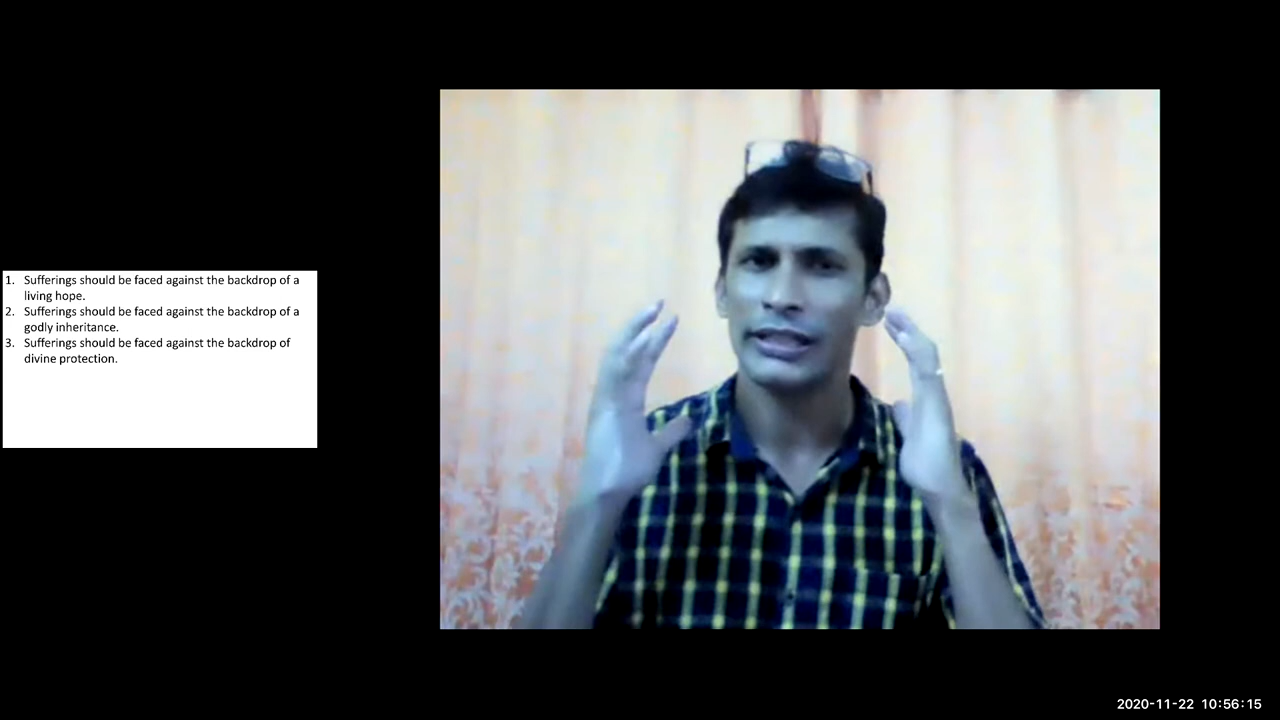 1. Sufferings should be faced against the backdrop of a
living hope.
2. Sufferings should be faced against the backdrop of a
godly inheritance.
3. Sufferings should be faced against the backdrop of
divine protection.
2020-11-22 10:56:15